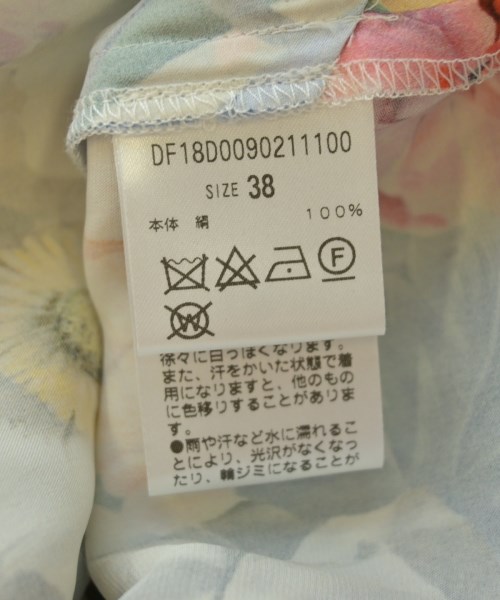 DF18D0090211100
SIZE 38
本体 絹 100%
F
W
徐々に白っぽくなります。
また、汗をかいた状態で着
用になりますと、他のもの
に色移りすることがありま
す。
●雨や汗など水に濡れるこ
とにより、光沢がなくなっ
たり、輪ジミになることが